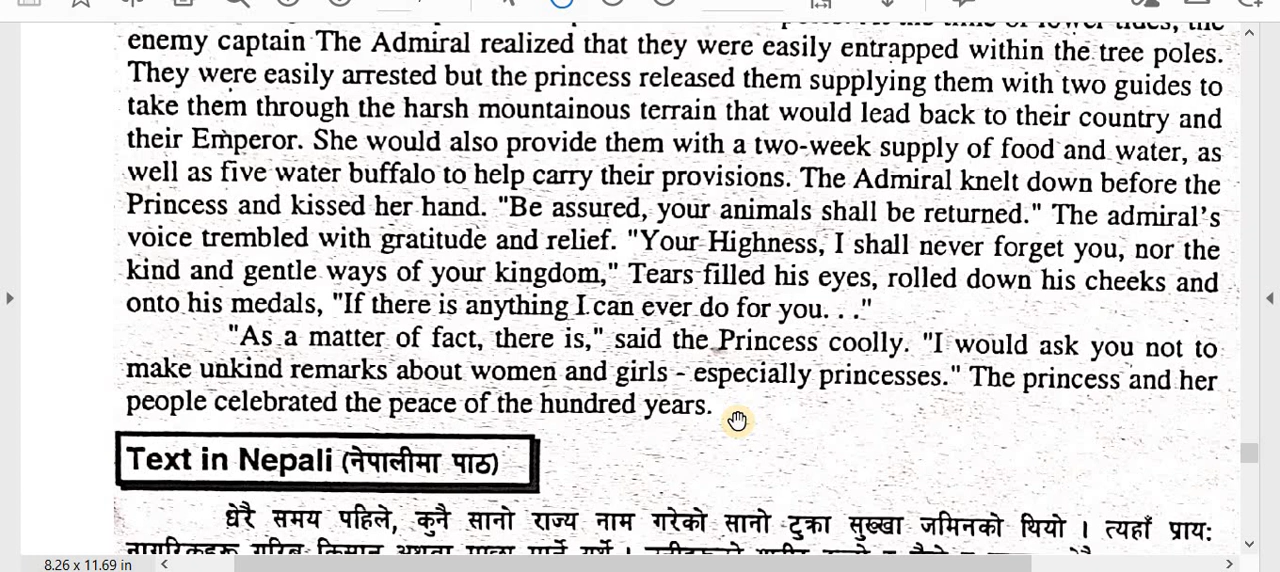 enemy captain The Admiral realized that they were easily entrapped within the tree poles.
They were easily arrested but the princess released them supplying them with two guides to
take them through the harsh mountainous terrain that would lead back to their country and
their Emperor. She would also provide them with a two-week supply of food and water, as
well as five water buffalo to help carry their provisions. The Admiral knelt down before the
Princess and kissed her hand. "Be assured, your animals shall be returned." The admiral's
voice trembled with gratitude and relief. "Your Highness, I shall never forget you, nor the
kind and gentle ways of your kingdom," Tears filled his eyes, rolled down his cheeks and
onto his medals, "If there is anything I can ever do for you. . ."
"As a matter of fact, there is," said the Princess coolly. "I would ask you not to
make unkind remarks about women and girls - especially princesses." The princess and her
people celebrated the peace of the hundred years.
Text in Nepali (नेपालीमा पाठ)
धेरै समय पहिले, कुनै सानो राज्य नाम गरेको सानो टुक्रा सुख्खा जमिनको थियो । त्यहाँ प्राय:
8.26 x 11.69 in